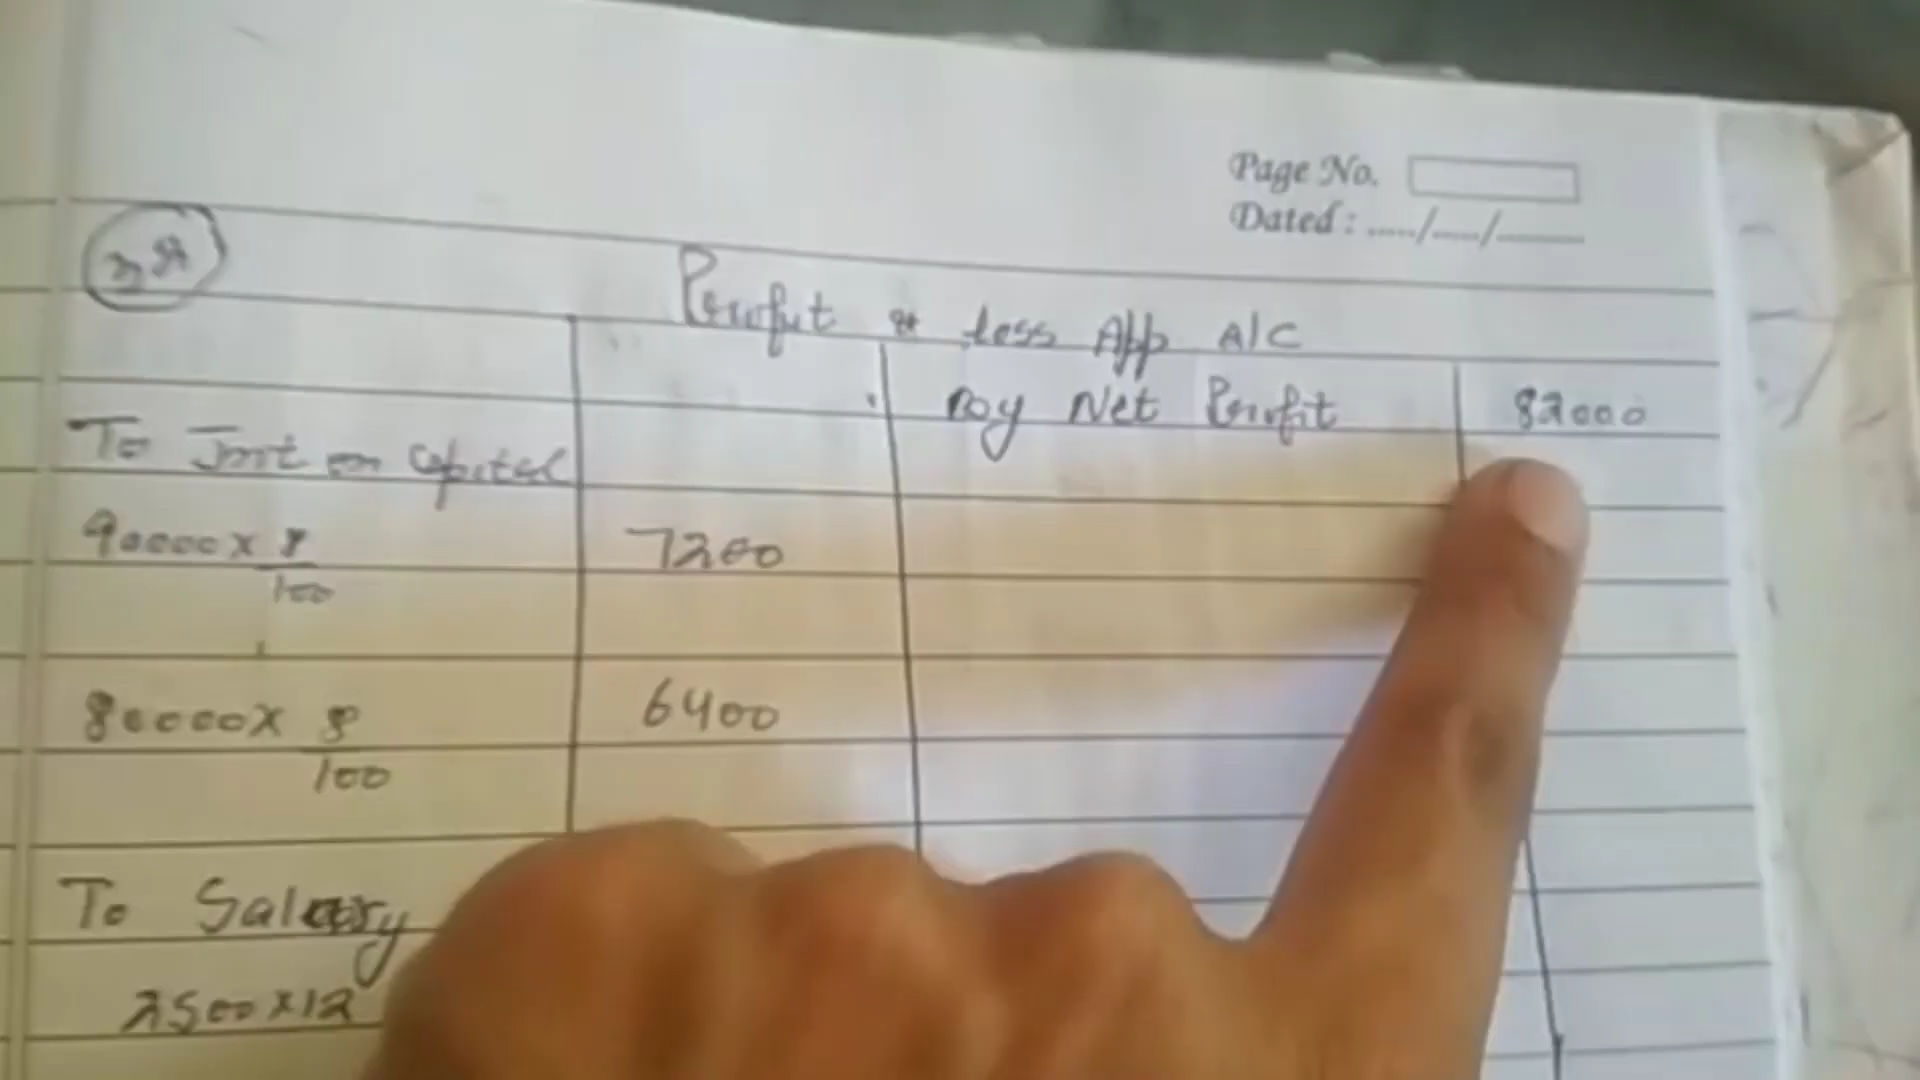 Page No.
Dated : ...../...../.........
Profit & Loss App A/C
By Net Profit 82000
To Int on capital
90000 x 8/100 7200
80000 x 8/100 6400
To Salary
2500 x 12